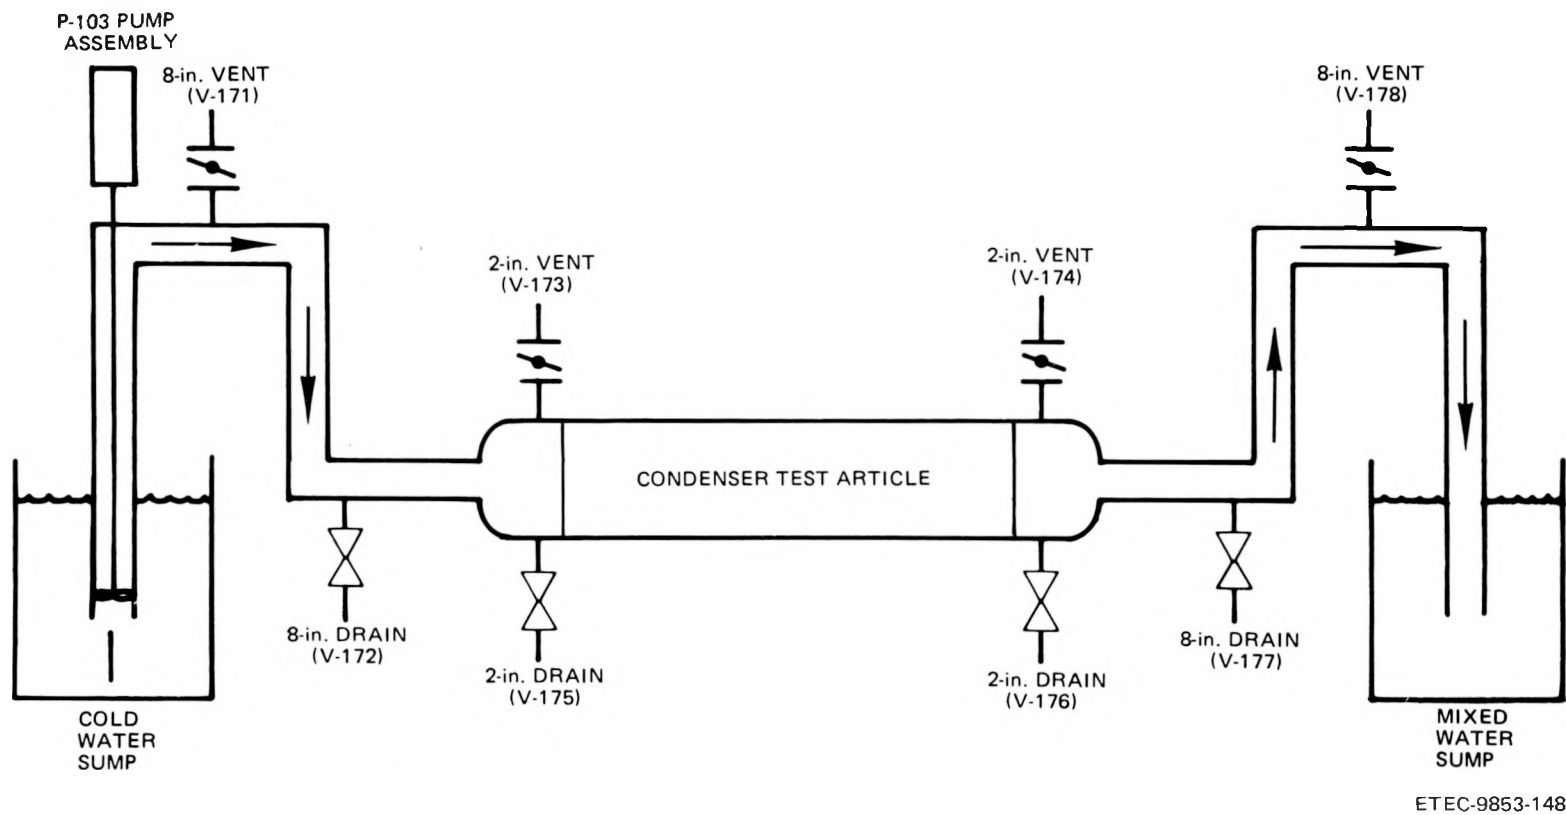 P-103 PUMP
ASSEMBLY
8-in. VENT
(V-171)
8-in. VENT
(V-178)
2-in. VENT
(V-173)
2-in. VENT
(V-174)
CONDENSER TEST ARTICLE
8-in. DRAIN
(V-172)
2-in. DRAIN
(V-175)
2-in. DRAIN
(V-176)
8-in. DRAIN
(V-177)
COLD
WATER
SUMP
MIXED
WATER
SUMP
ETEC-9853-148